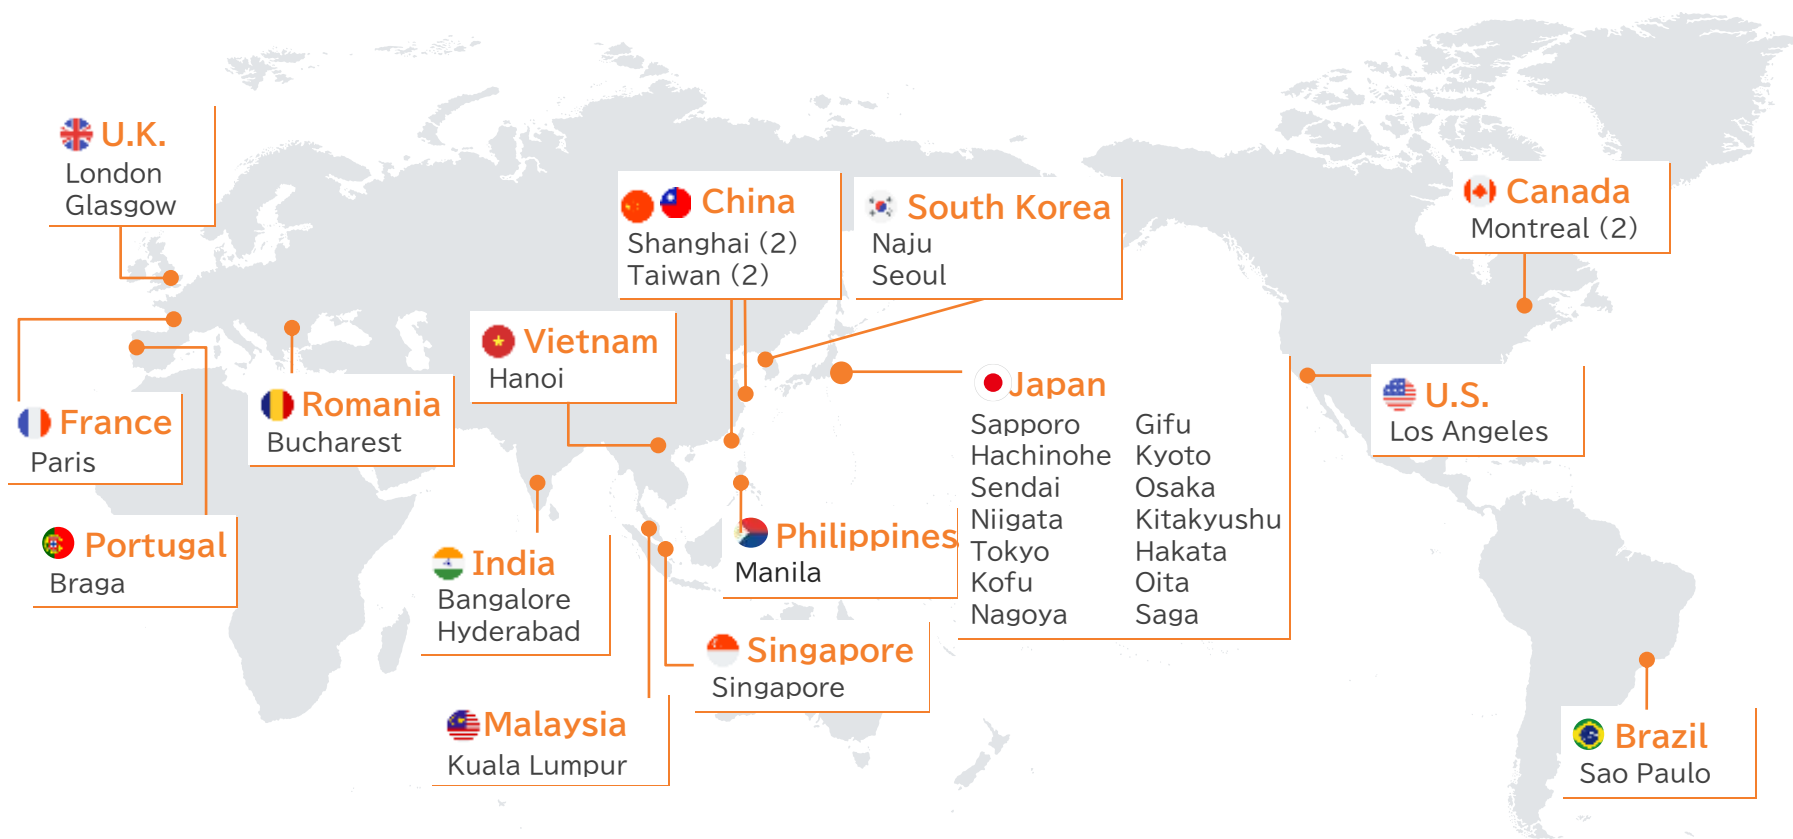 U.K.
London
Glasgow
China
Shanghai (2)
Taiwan (2)
South Korea
Naju
Seoul
Canada
Montreal (2)
Vietnam
Hanoi
France
Paris
Romania
Bucharest
Japan
Sapporo Gifu
Hachinohe Kyoto
Sendai Osaka
Niigata Kitakyushu
Tokyo Hakata
Kofu Oita
Nagoya Saga
U.S.
Los Angeles
Portugal
Braga
India
Bangalore
Hyderabad
Philippines
Manila
Singapore
Singapore
Malaysia
Kuala Lumpur
Brazil
Sao Paulo